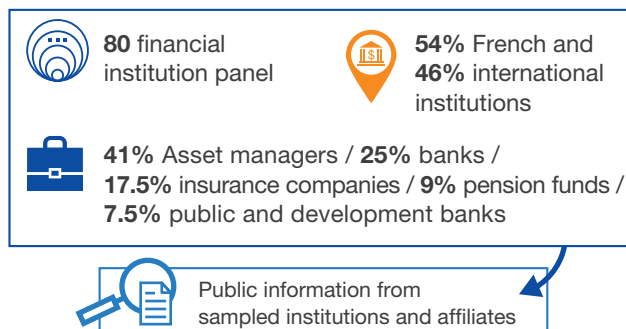 80 financial
institution panel
54% French and
46% international
institutions
41% Asset managers / 25% banks /
17.5% insurance companies / 9% pension funds /
7.5% public and development banks
Public information from
sampled institutions and affiliates